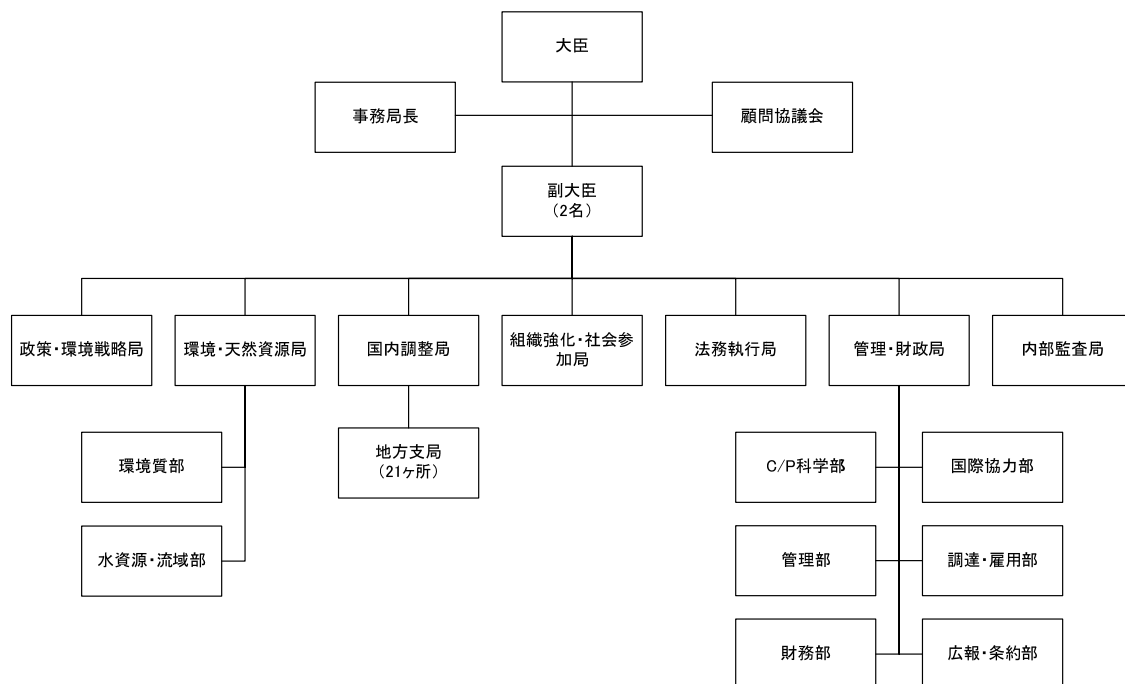 大臣
事務局長
顧問協議会
副大臣
(2名)
政策・環境戦略局
環境・天然資源局
国内調整局
組織強化・社会参
加局
法務執行局
管理・財政局
内部監査局
環境質部
地方支局
(21ヶ所)
C/P科学部
国際協力部
水資源・流域部
管理部
調達・雇用部
財務部
広報・条約部